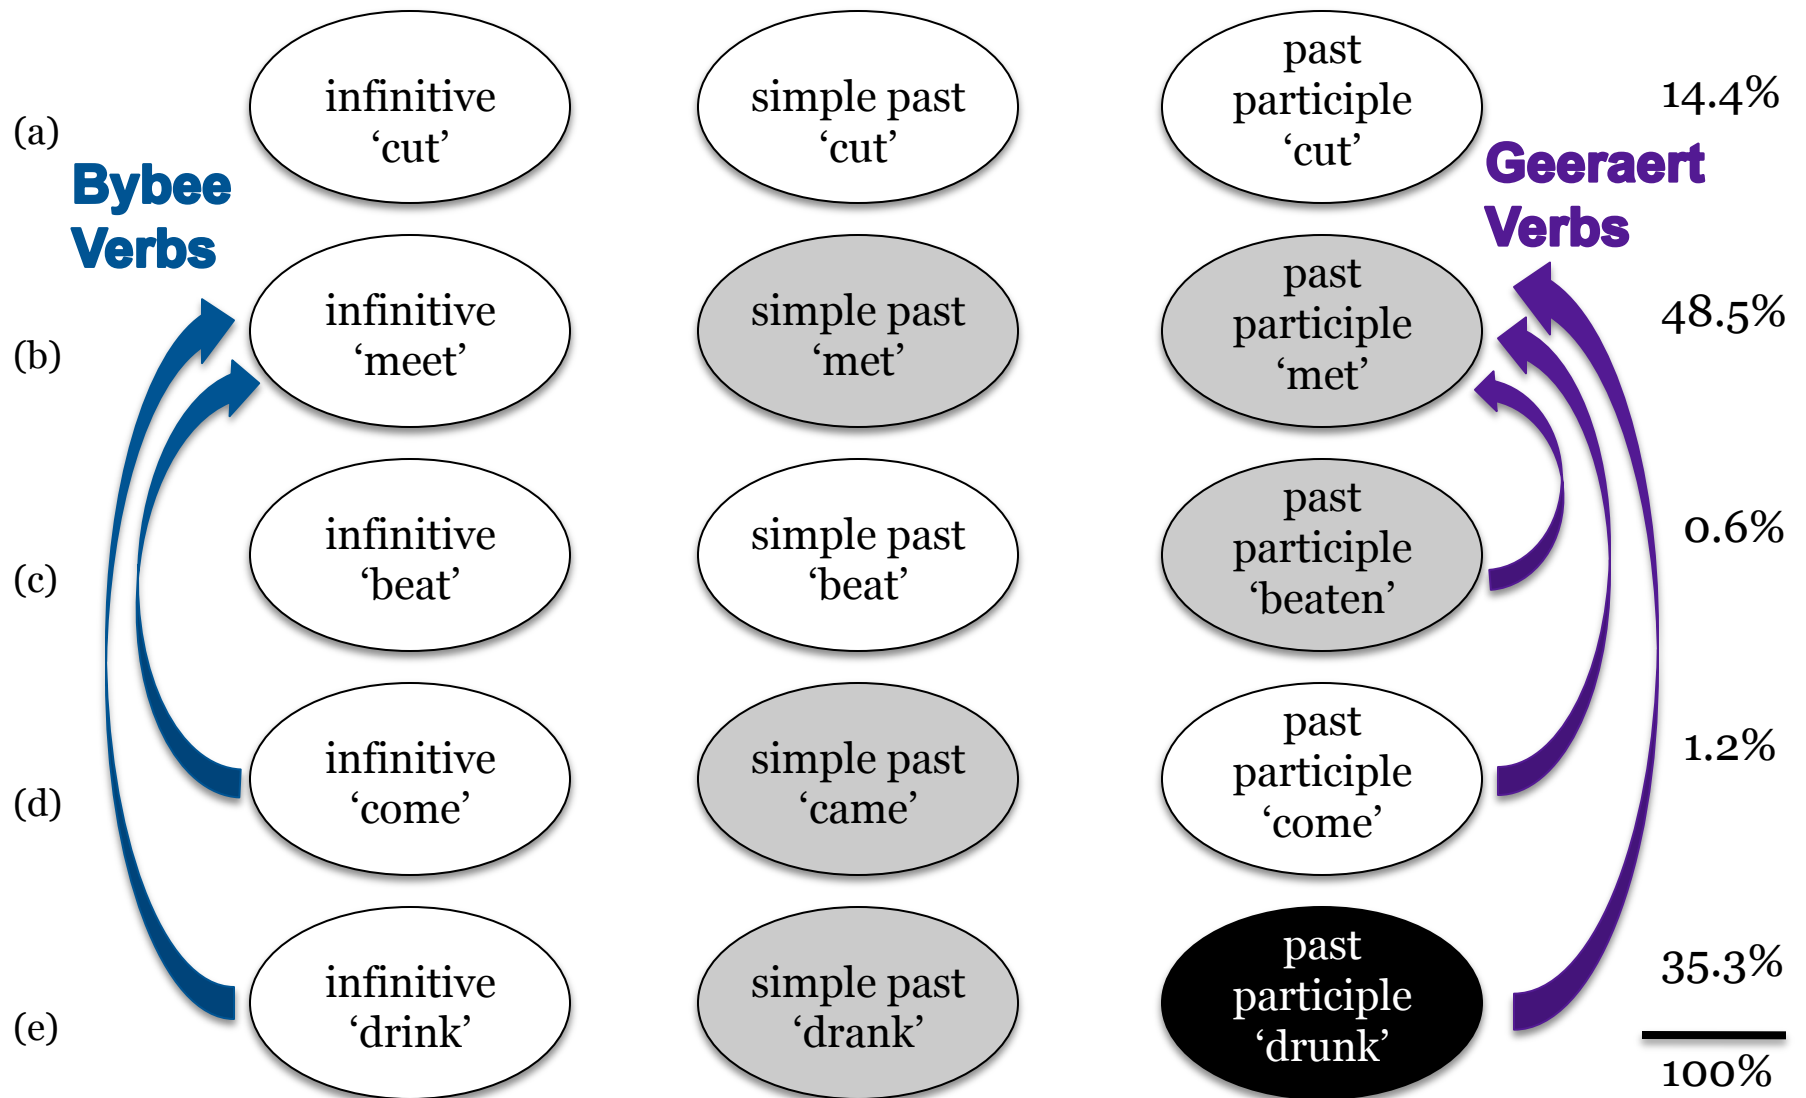 (a)
infinitive
‘cut’
simple past
‘cut’
past
participle
‘cut’
14.4%
Bybee
Verbs
Geeraert
Verbs
(b)
infinitive
‘meet’
simple past
‘met’
past
participle
‘met’
48.5%
(c)
infinitive
‘beat’
simple past
‘beat’
past
participle
‘beaten’
0.6%
(d)
infinitive
‘come’
simple past
‘came’
past
participle
‘come’
1.2%
(e)
infinitive
‘drink’
simple past
‘drank’
past
participle
‘drunk’
35.3%
100%